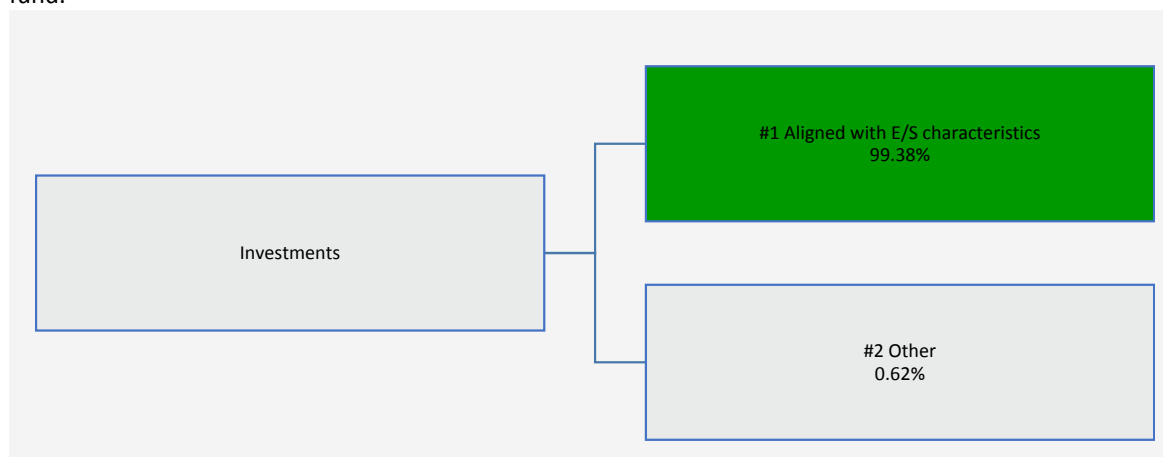 #1 Aligned with E/S characteristics
99.38%
Investments
#2 Other
0.62%